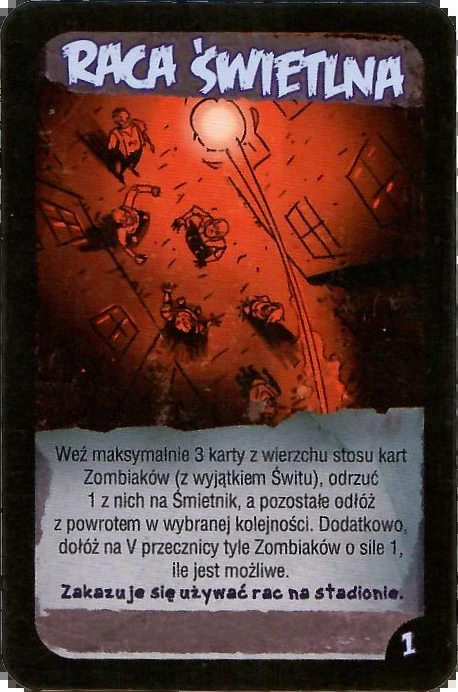 RACA ŚWIETLNA
Weź maksymalnie 3 karty z wierzchu stosu kart
Zombiaków (z wyjątkiem Świtu), odrzuć
1 z nich na Śmietnik, a pozostałe odłóż
z powrotem w wybranej kolejności. Dodatkowo,
dołóż na V przecznicy tyle Zombiaków o sile 1,
ile jest możliwe.
Zakazuje się używać rac na stadionie.
1